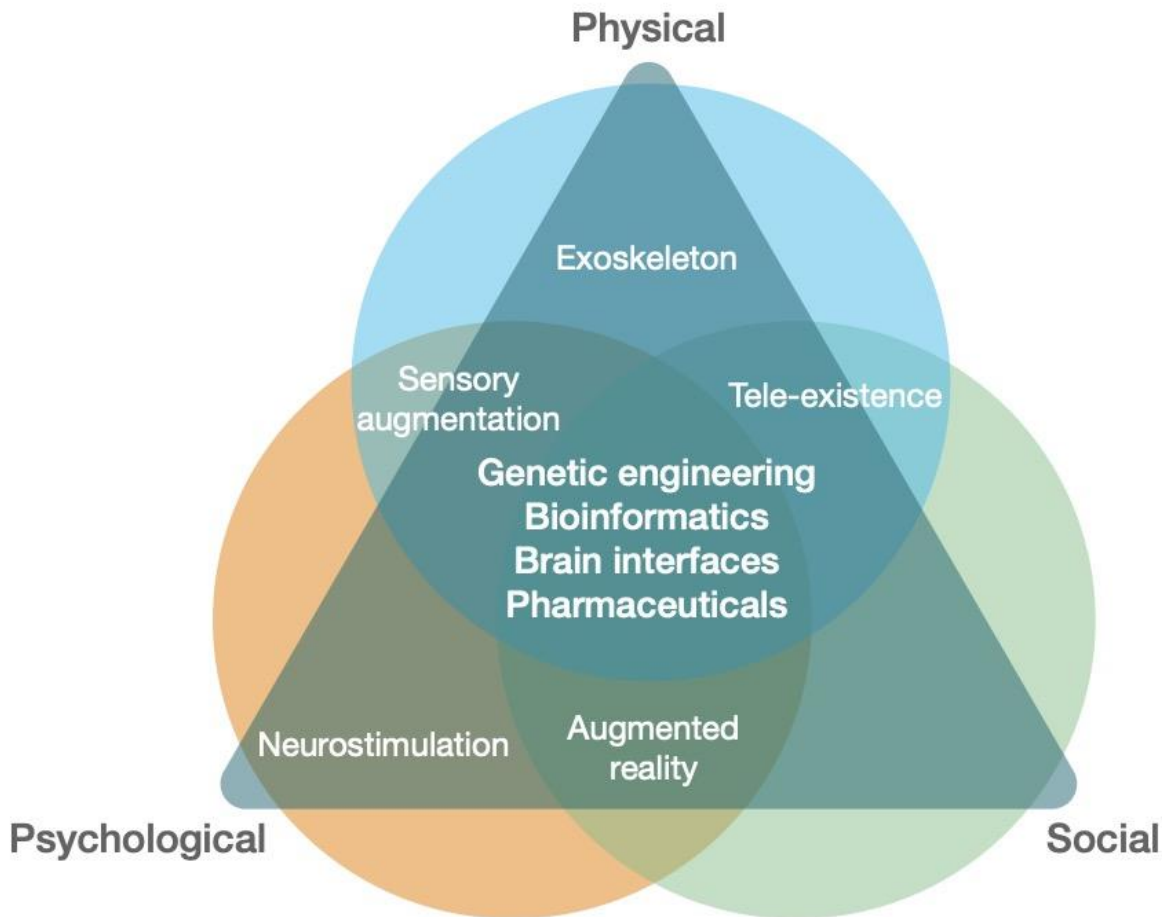 Physical
Exoskeleton
Sensory
augmentation
Tele-existence
Genetic engineering
Bioinformatics
Brain interfaces
Pharmaceuticals
Neurostimulation
Augmented
reality
Psychological
Social